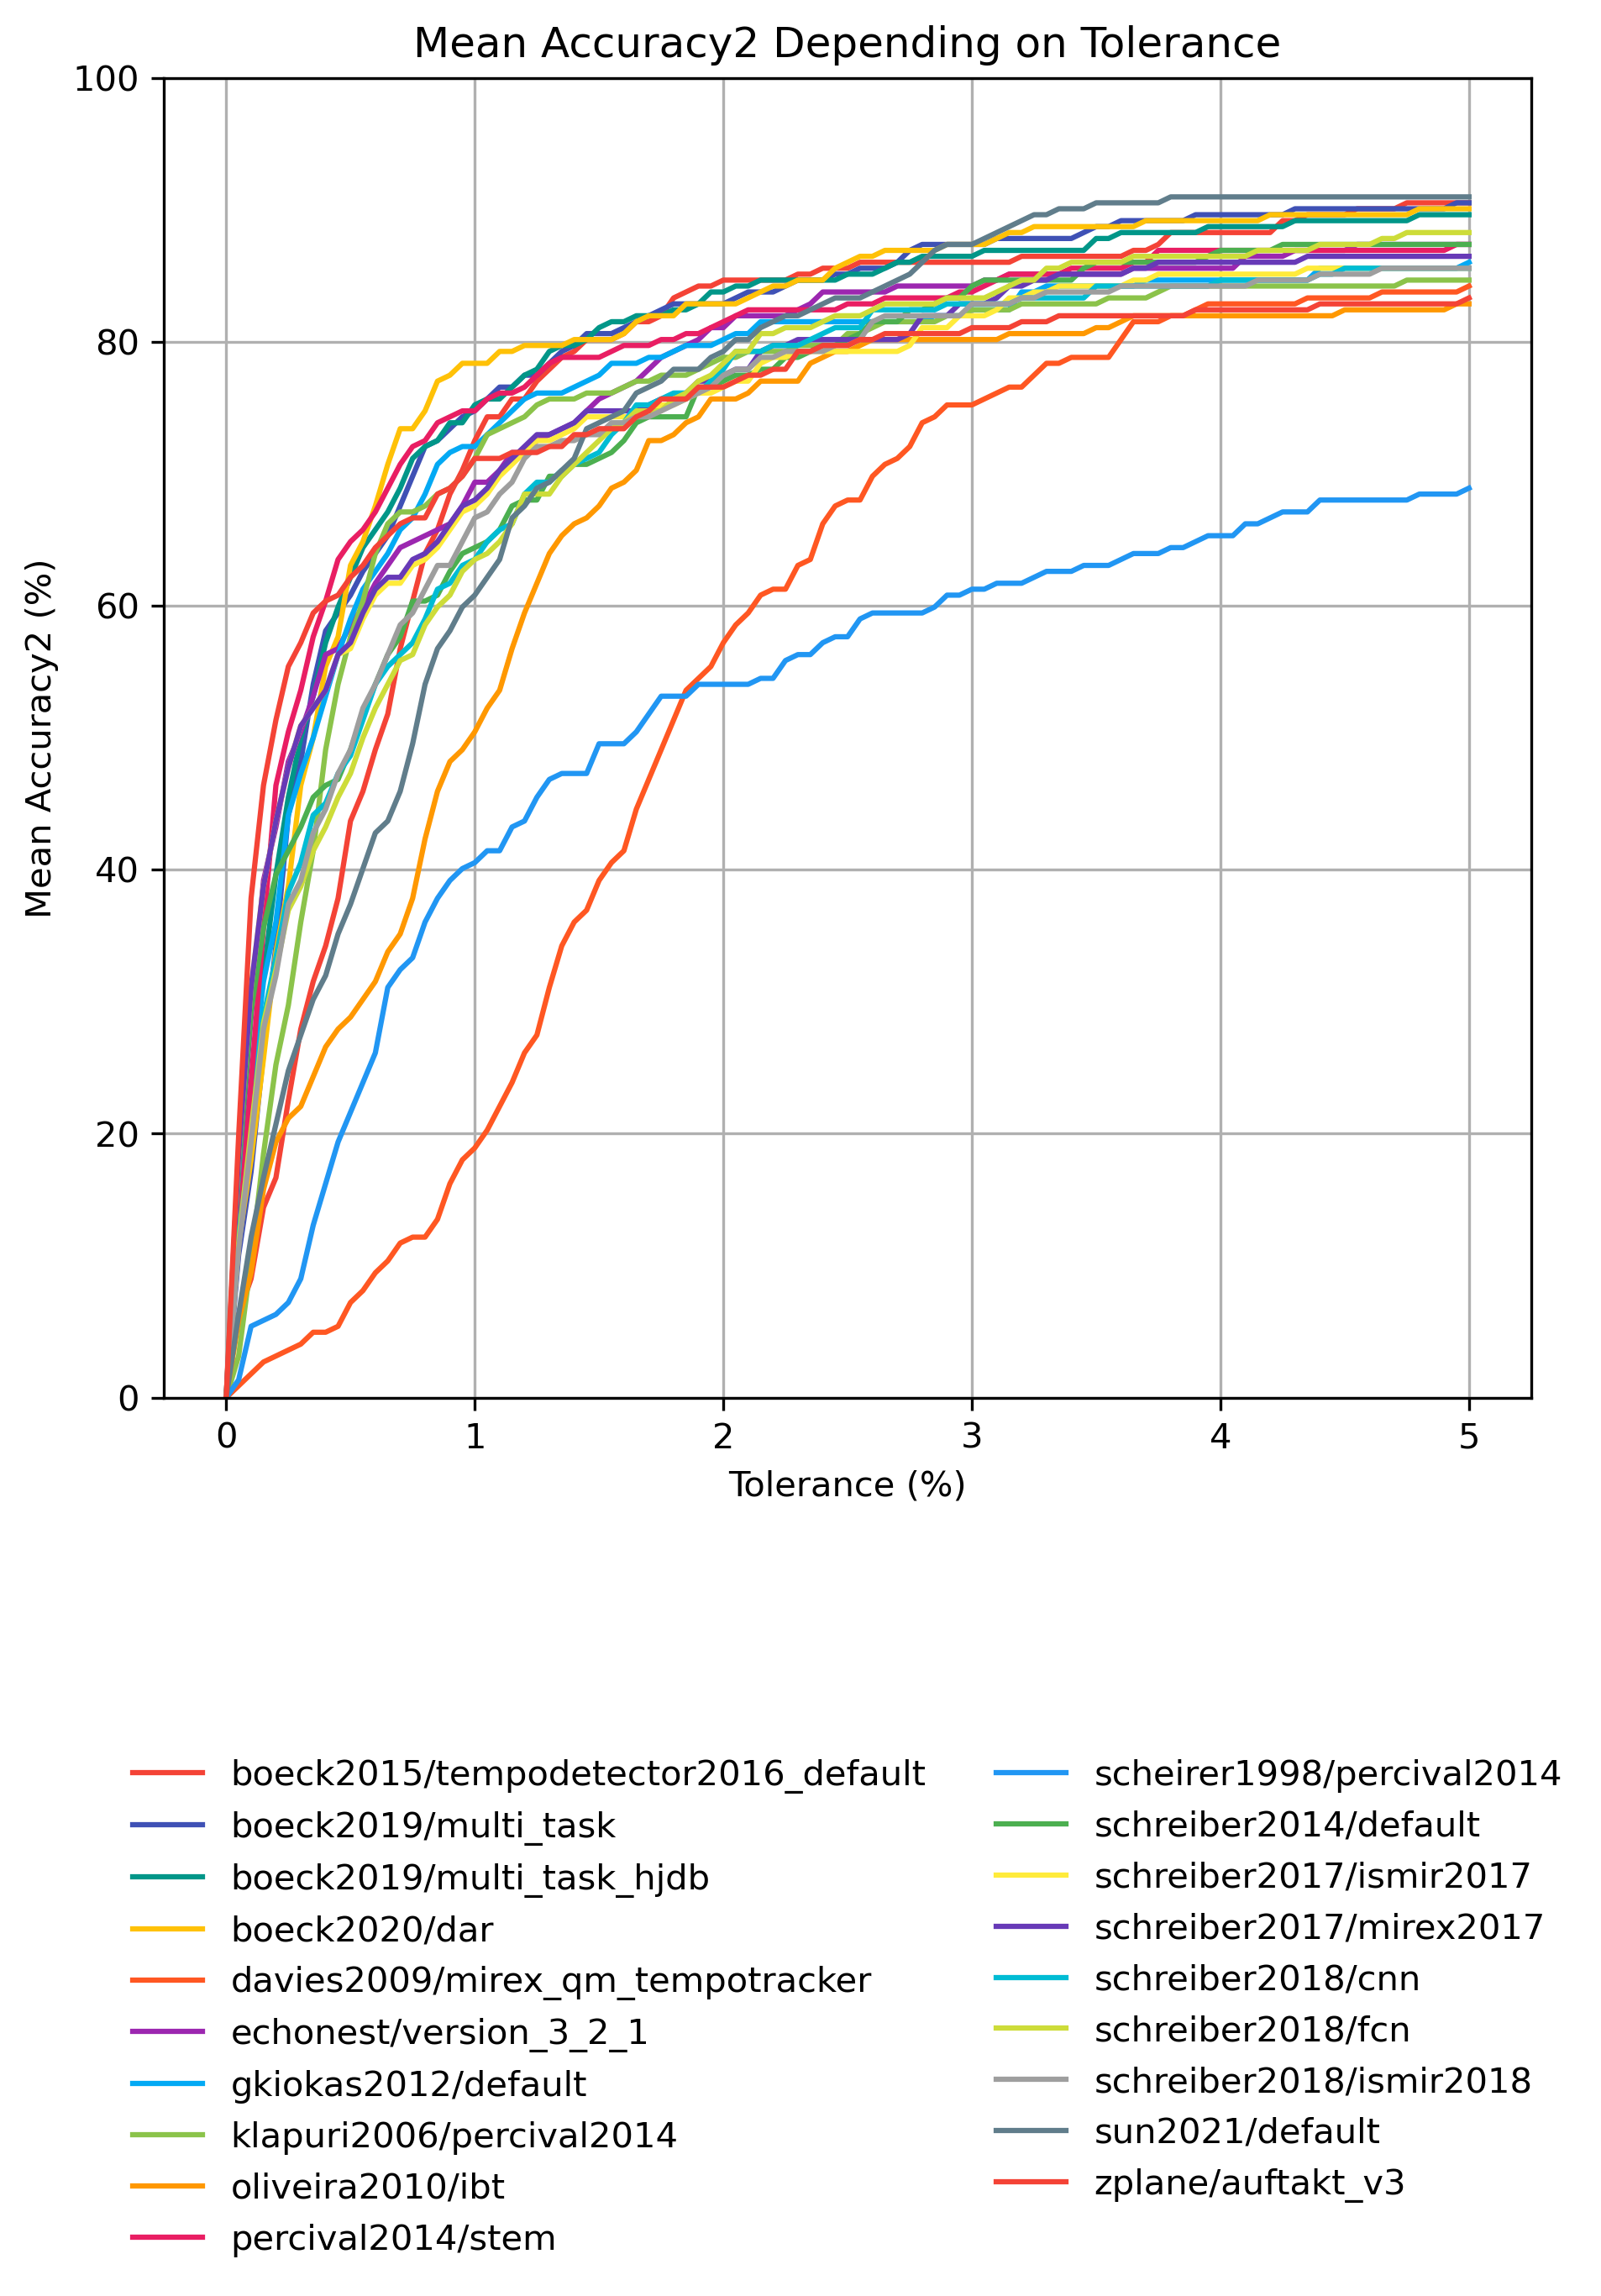 Mean Accuracy2 Depending on Tolerance
100
80
60
40
20
0
Mean Accuracy2 (%)
0 1 2 3 4 5
Tolerance (%)
boeck2015/tempodetector2016_default
boeck2019/multi_task
boeck2019/multi_task_hjdb
boeck2020/dar
davies2009/mirex_qm_tempotracker
echonest/version_3_2_1
gkiokas2012/default
klapuri2006/percival2014
oliveira2010/ibt
percival2014/stem
scheirer1998/percival2014
schreiber2014/default
schreiber2017/ismir2017
schreiber2017/mirex2017
schreiber2018/cnn
schreiber2018/fcn
schreiber2018/ismir2018
sun2021/default
zplane/auftakt_v3